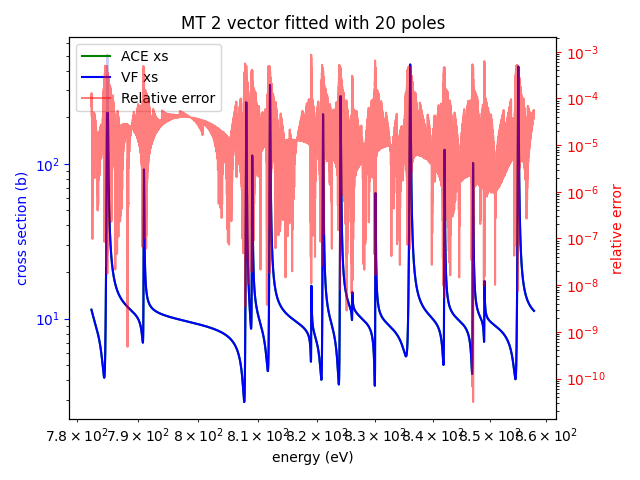 MT 2 vector fitted with 20 poles
ACE xs
VF xs
Relative error
cross section (b)
10²
10¹
10⁻³
10⁻⁴
10⁻⁵
10⁻⁶
10⁻⁷
10⁻⁸
10⁻⁹
10⁻¹⁰
relative error
7.8 × 10² 7.9 × 10² 8 × 10² 8.1 × 10² 8.2 × 10² 8.3 × 10² 8.4 × 10² 8.5 × 10² 8.6 × 10²
energy (eV)